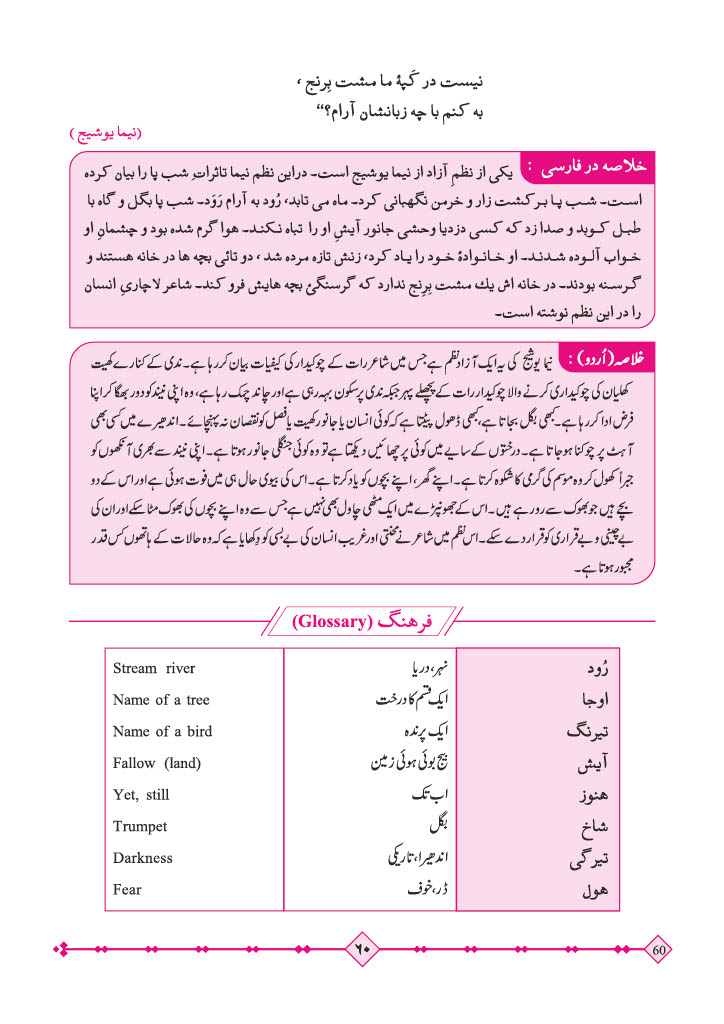 نیست در کَپۀ ما مشت بِرنج ،
به کنم با چه زبانشان آرام؟“
(نیما یوشیج)
خلاصه در فارسی : یکی از نظمِ آزاد از نیما یوشیج است۔ دراین نظم نیما تاثراتِ شب پا را بیان کرده
است۔ شب پا بر کشت زار و خرمن نگهبانی کرد۔ ماه می تابد، رُود به آرام رَوَد۔ شب پا بگل و گاه با
طبل کوبد و صدا زد که کسی دزدیا وحشی جانور آیشِ او را تباه نکند۔ هوا گرم شده بود و چشمان او
خواب آلوده شدند۔ او خانوادۀ خود را یاد کرد، زنش تازه مرده شد ، دو تائی بچه ها در خانه هستند و
گرسنه بودند۔ در خانه اش یك مشت بِرِنج ندارد که گرسنگئ بچه هایش فرو کند۔ شاعر لاچاریِ انسان
را در این نظم نوشته است۔
خلاصہ(اُردو) : نیما یوشیج کی یہ ایک آزاد نظم ہے جس میں شاعر رات کے چوکیدار کی کیفیات بیان کر رہا ہے۔ ندی کے کنارے کھیت
کھلیان کی چوکیداری کرنے والا چوکیدار رات کے پچھلے پہر جبکہ ندی پرسکون بہہ رہی ہے اور چاند چمک رہا ہے، وہ اپنی نیند کو دور بھگا کر اپنا
فرض ادا کر رہا ہے۔ کبھی بگل بجاتا ہے، کبھی ڈھول پیٹتا ہے کہ کوئی انسان یا جانور کھیت یا فصل کو نقصان نہ پہنچائے۔ اندھیرے میں کسی بھی
آہٹ پر چوکنا ہو جاتا ہے۔ درختوں کے سایے میں کوئی پرچھائیں دیکھتا ہے تو وہ کوئی جنگلی جانور ہوتا ہے۔ اپنی نیند سے بھری آنکھوں کو
جبراً کھول کر وہ موسم کی گرمی کا شکوہ کرتا ہے۔ اپنے گھر، اپنے بچوں کو یاد کرتا ہے۔ اس کی بیوی حال ہی میں فوت ہوئی ہے اور اس کے دو
بچے ہیں جو بھوک سے رو رہے ہیں۔ اس کے جھونپڑے میں ایک مٹھی چاول بھی نہیں ہے جس سے وہ اپنے بچوں کی بھوک مٹا سکے اور ان کی
بے چینی و بے قراری کو قرار دے سکے۔ اس نظم میں شاعر نے محنتی اور غریب انسان کی بے بسی کو دِکھایا ہے کہ وہ حالات کے ہاتھوں کس قدر
مجبور ہوتا ہے۔
فرهنگ (Glossary)
رُود نہر، دریا Stream river
اوجا ایک قسم کا درخت Name of a tree
تیرنگ ایک پرندہ Name of a bird
آیش بیج بوئی ہوئی زمین Fallow (land)
هنوز اب تک Yet, still
شاخ بگل Trumpet
تیرگی اندھیرا، تاریکی Darkness
هول ڈر، خوف Fear
۶۰
60